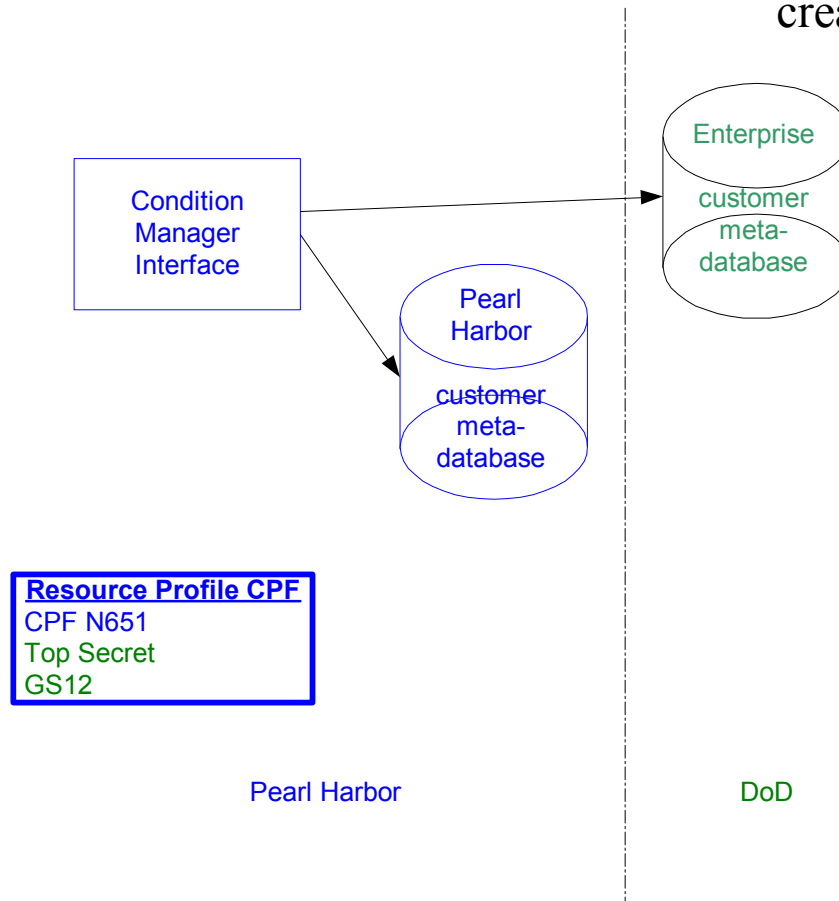 crea
Enterprise
customer
meta-
database
Condition
Manager
Interface
Pearl
Harbor
customer
meta-
database
Resource Profile CPF
CPF N651
Top Secret
GS12
Pearl Harbor
DoD